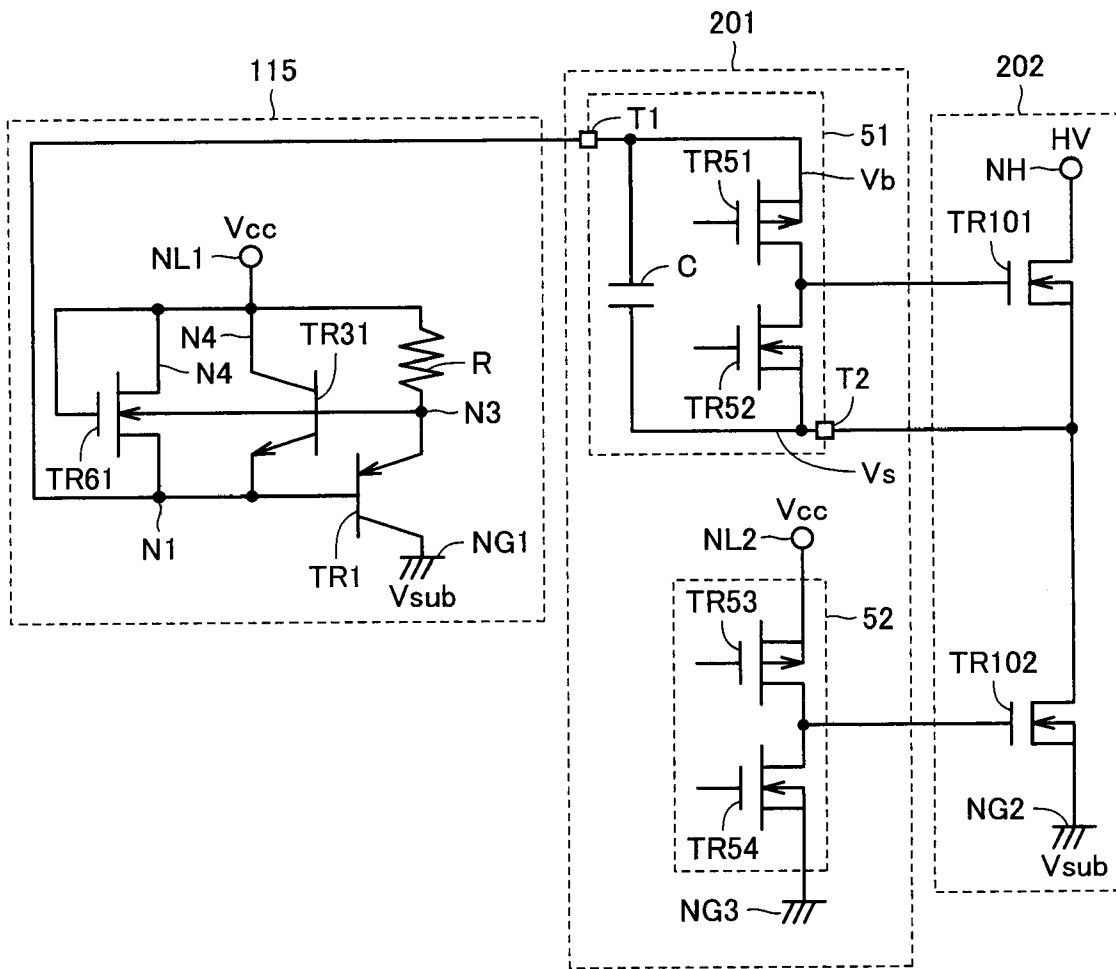 201
115
202
T1
51
HV
NH
TR51
Vb
TR101
Vcc
NL1
C
N4
TR31
N4
R
TR52
T2
N3
TR61
Vs
N1
TR1
NG1
Vsub
Vcc
NL2
TR53
52
TR102
TR54
NG2
Vsub
NG3